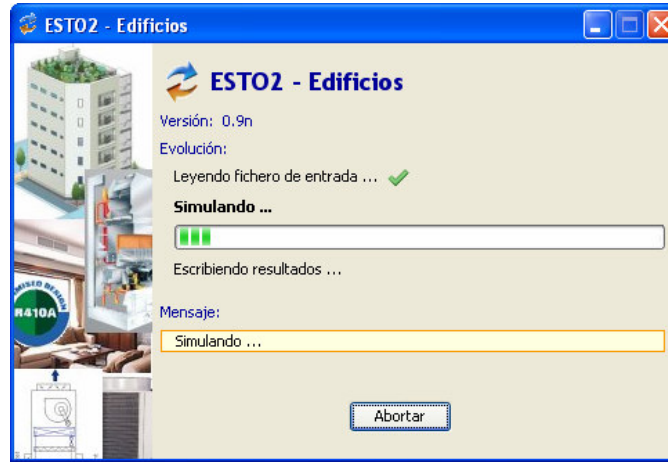 ESTO2 - Edificios
ESTO2 - Edificios
Versión: 0.9n
Evolución:
Leyendo fichero de entrada ...
Simulando ...
Escribiendo resultados ...
Mensaje:
Simulando ...
R410A
Abortar